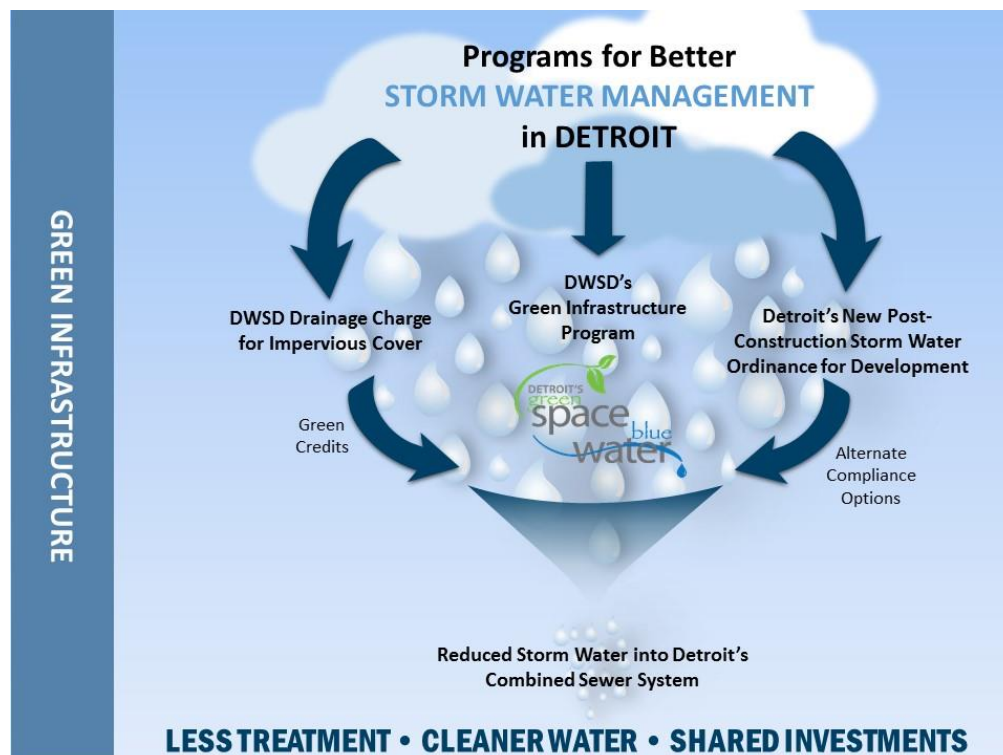 GREEN INFRASTRUCTURE
Programs for Better
STORM WATER MANAGEMENT
in DETROIT
DWSD Drainage Charge
for Impervious Cover
DWSD's
Green Infrastructure
Program
Detroit's New Post-
Construction Storm Water
Ordinance for Development
DETROIT'S
green
space
blue
water
Green
Credits
Alternate
Compliance
Options
Reduced Storm Water into Detroit's
Combined Sewer System
LESS TREATMENT • CLEANER WATER • SHARED INVESTMENTS